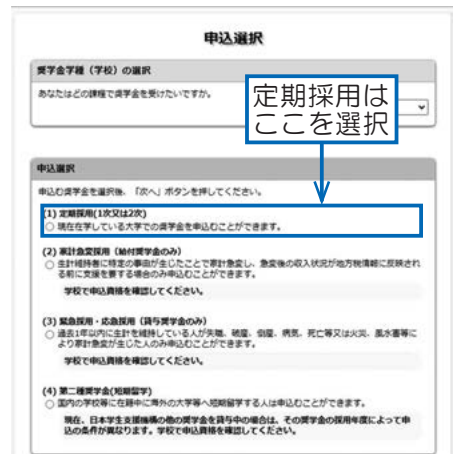 申込選択
奨学金学種（学校）の選択
あなたはどの課程で奨学金を受けたいですか。
定期採用は
ここを選択
申込選択
申込む奨学金を選択後、「次へ」ボタンを押してください。
(1) 定期採用(1次又は2次)
現在在学している大学での奨学金を申込むことができます。
(2) 家計急変採用（給付奨学金のみ）
生計維持者に特定の事由が生じたことで家計急変し、急変後の収入状況が地方税情報に反映され
る前に支援を要する場合のみ申込むことができます。
学校で申込資格を確認してください。
(3) 緊急採用・応急採用（貸与奨学金のみ）
過去1年以内に生計を維持している人が失職、破産、倒産、病気、死亡等又は火災、風水害等に
より家計急変が生じた人のみ申込むことができます。
学校で申込資格を確認してください。
(4) 第二種奨学金(短期留学)
国内の学校等に在籍中に海外の大学等へ短期留学する人は申込むことができます。
現在、日本学生支援機構の他の奨学金を貸与中の場合は、その奨学金の採用年度によって申
込の条件が異なります。学校で申込資格を確認してください。